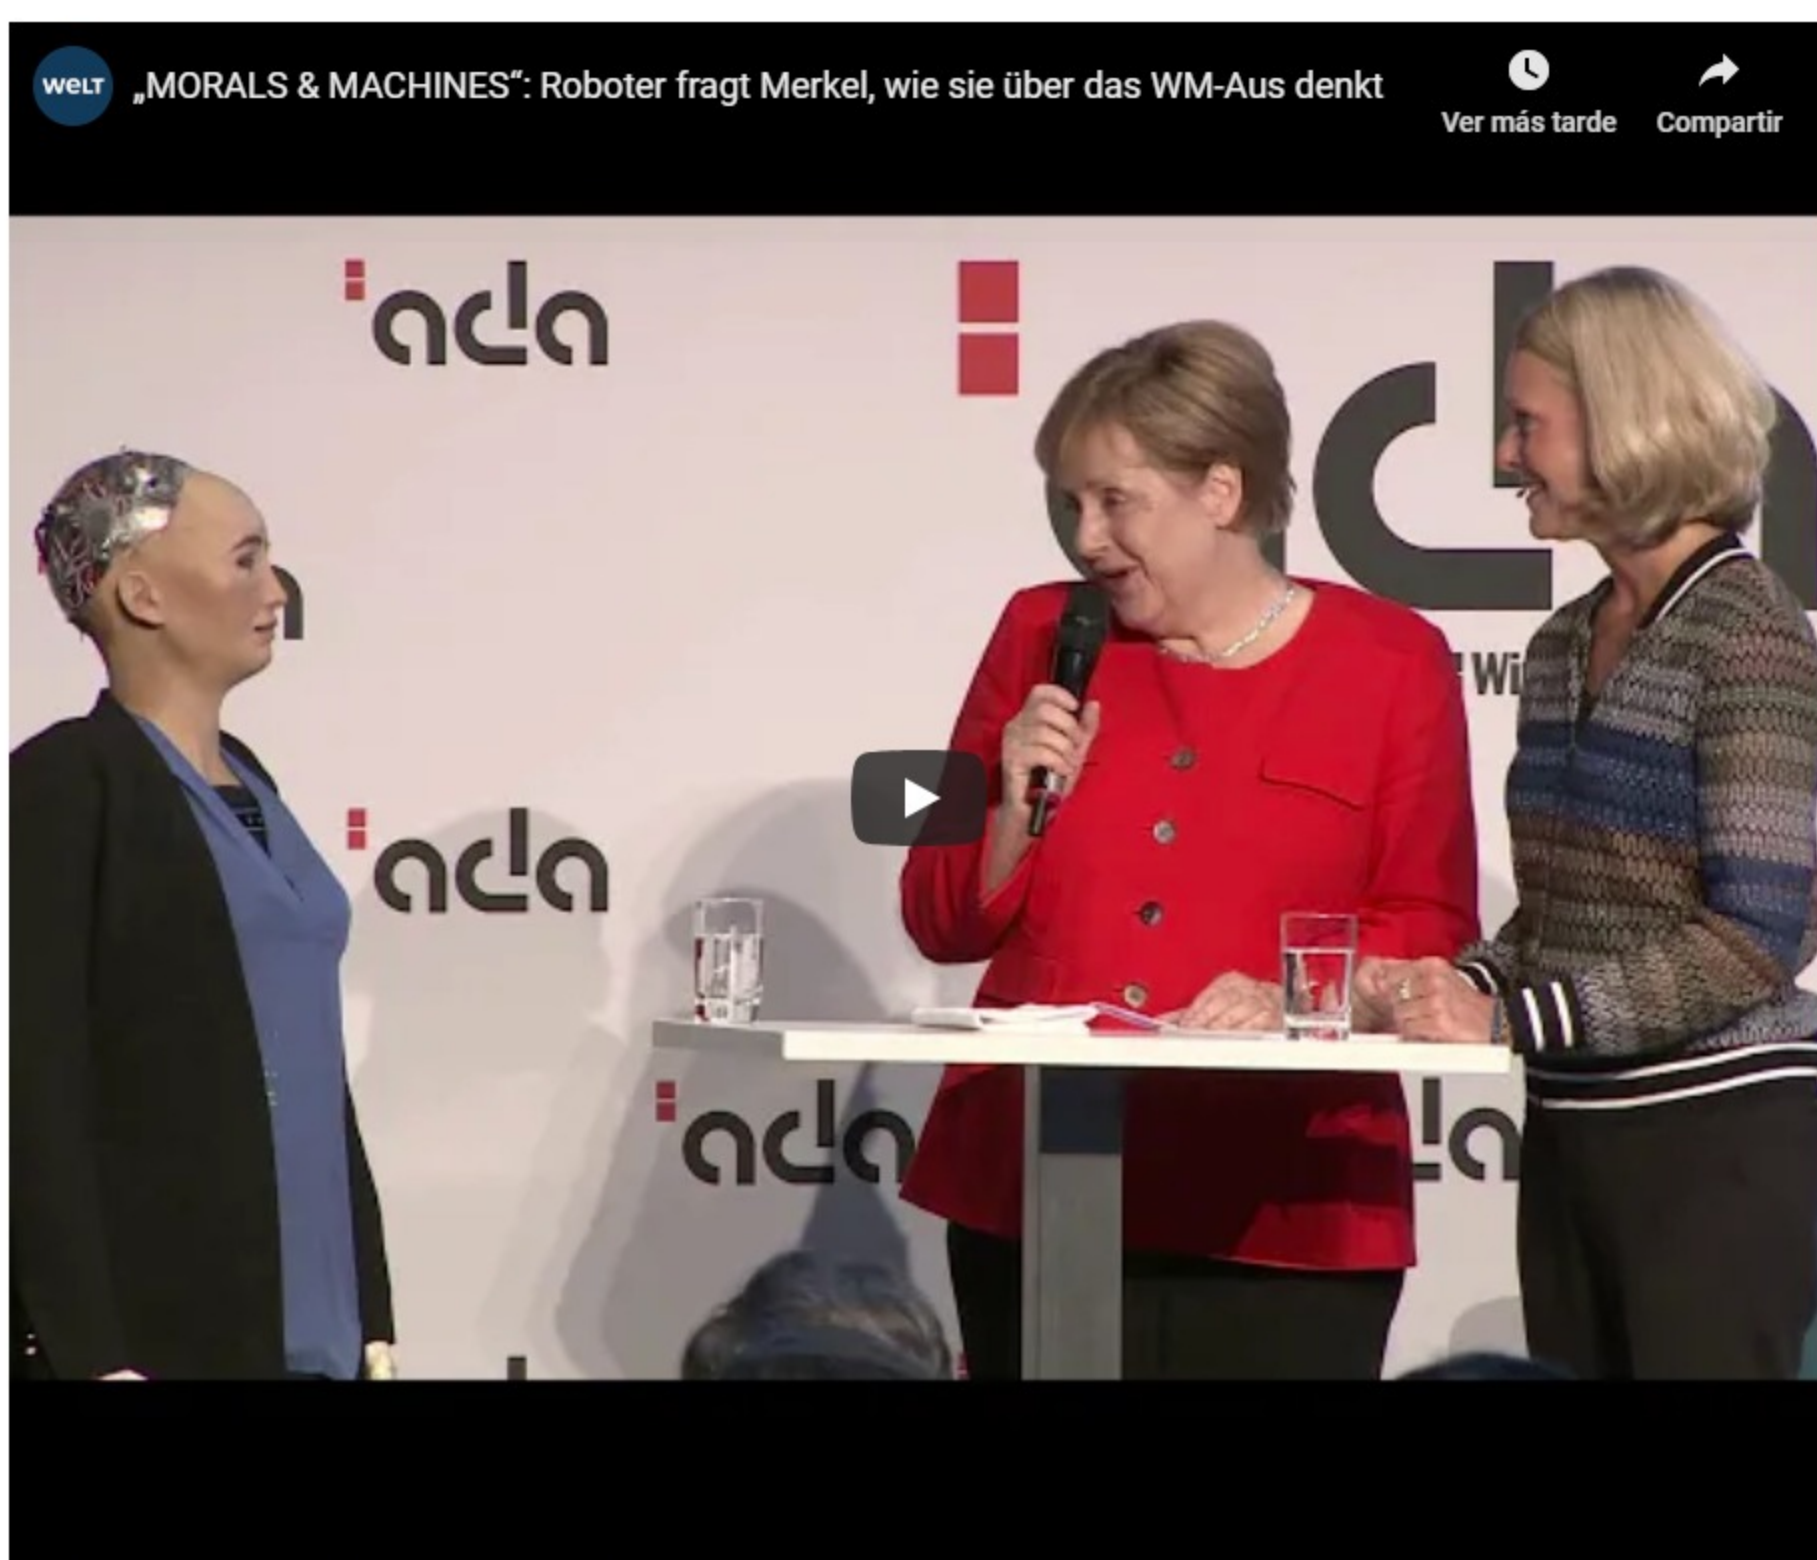 WELT
„MORALS & MACHINES“: Roboter fragt Merkel, wie sie über das WM-Aus denkt
Ver más tarde
Compartir
ada
ada
ada